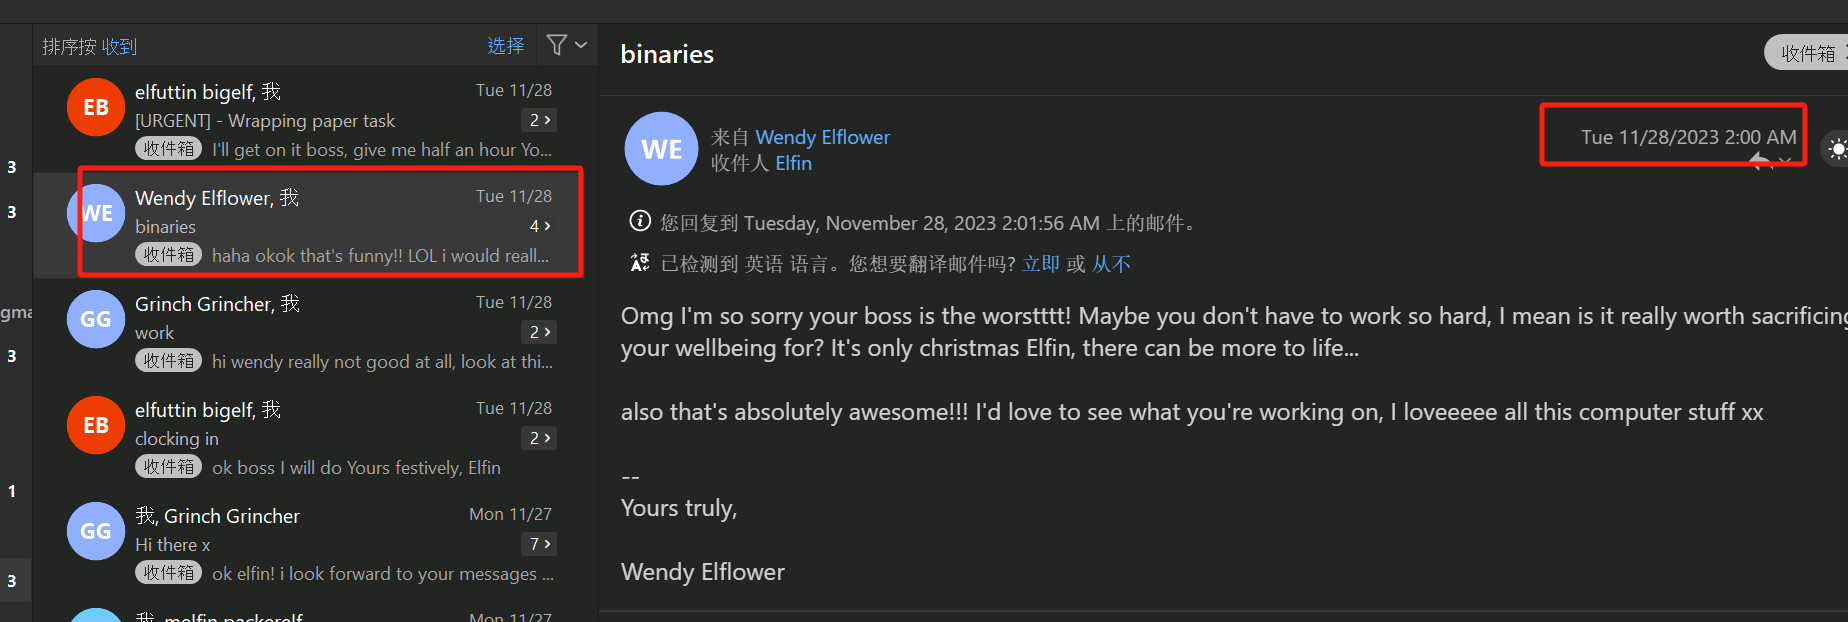 排序按 收到
选择
3
3
gma
3
1
3
EB
elfuttin bigelf, 我
Tue 11/28
[URGENT] - Wrapping paper task
2 >
收件箱
I'll get on it boss, give me half an hour Yo...
WE
Wendy Elflower, 我
Tue 11/28
binaries
4 >
收件箱
haha okok that's funny!! LOL i would reall...
GG
Grinch Grincher, 我
Tue 11/28
work
2 >
收件箱
hi wendy really not good at all, look at thi...
EB
elfuttin bigelf, 我
Tue 11/28
clocking in
2 >
收件箱
ok boss I will do Yours festively, Elfin
GG
我, Grinch Grincher
Mon 11/27
Hi there x
7 >
收件箱
ok elfin! i look forward to your messages ...
我, melfin packerelf
Mon 11/27
binaries
收件箱
WE
来自 Wendy Elflower
收件人 Elfin
Tue 11/28/2023 2:00 AM
您回复到 Tuesday, November 28, 2023 2:01:56 AM 上的邮件。
已检测到 英语 语言。您想要翻译邮件吗? 立即 或 从不
Omg I'm so sorry your boss is the worstttt! Maybe you don't have to work so hard, I mean is it really worth sacrificing
your wellbeing for? It's only christmas Elfin, there can be more to life...
also that's absolutely awesome!!! I'd love to see what you're working on, I loveeeee all this computer stuff xx
--
Yours truly,
Wendy Elflower